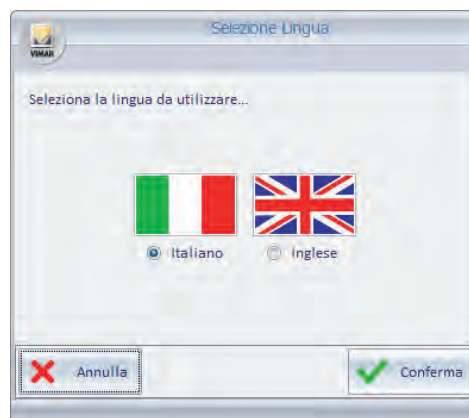 Selezione Lingua
VIMAR
Seleziona la lingua da utilizzare...
Italiano
Inglese
Annulla
Conferma